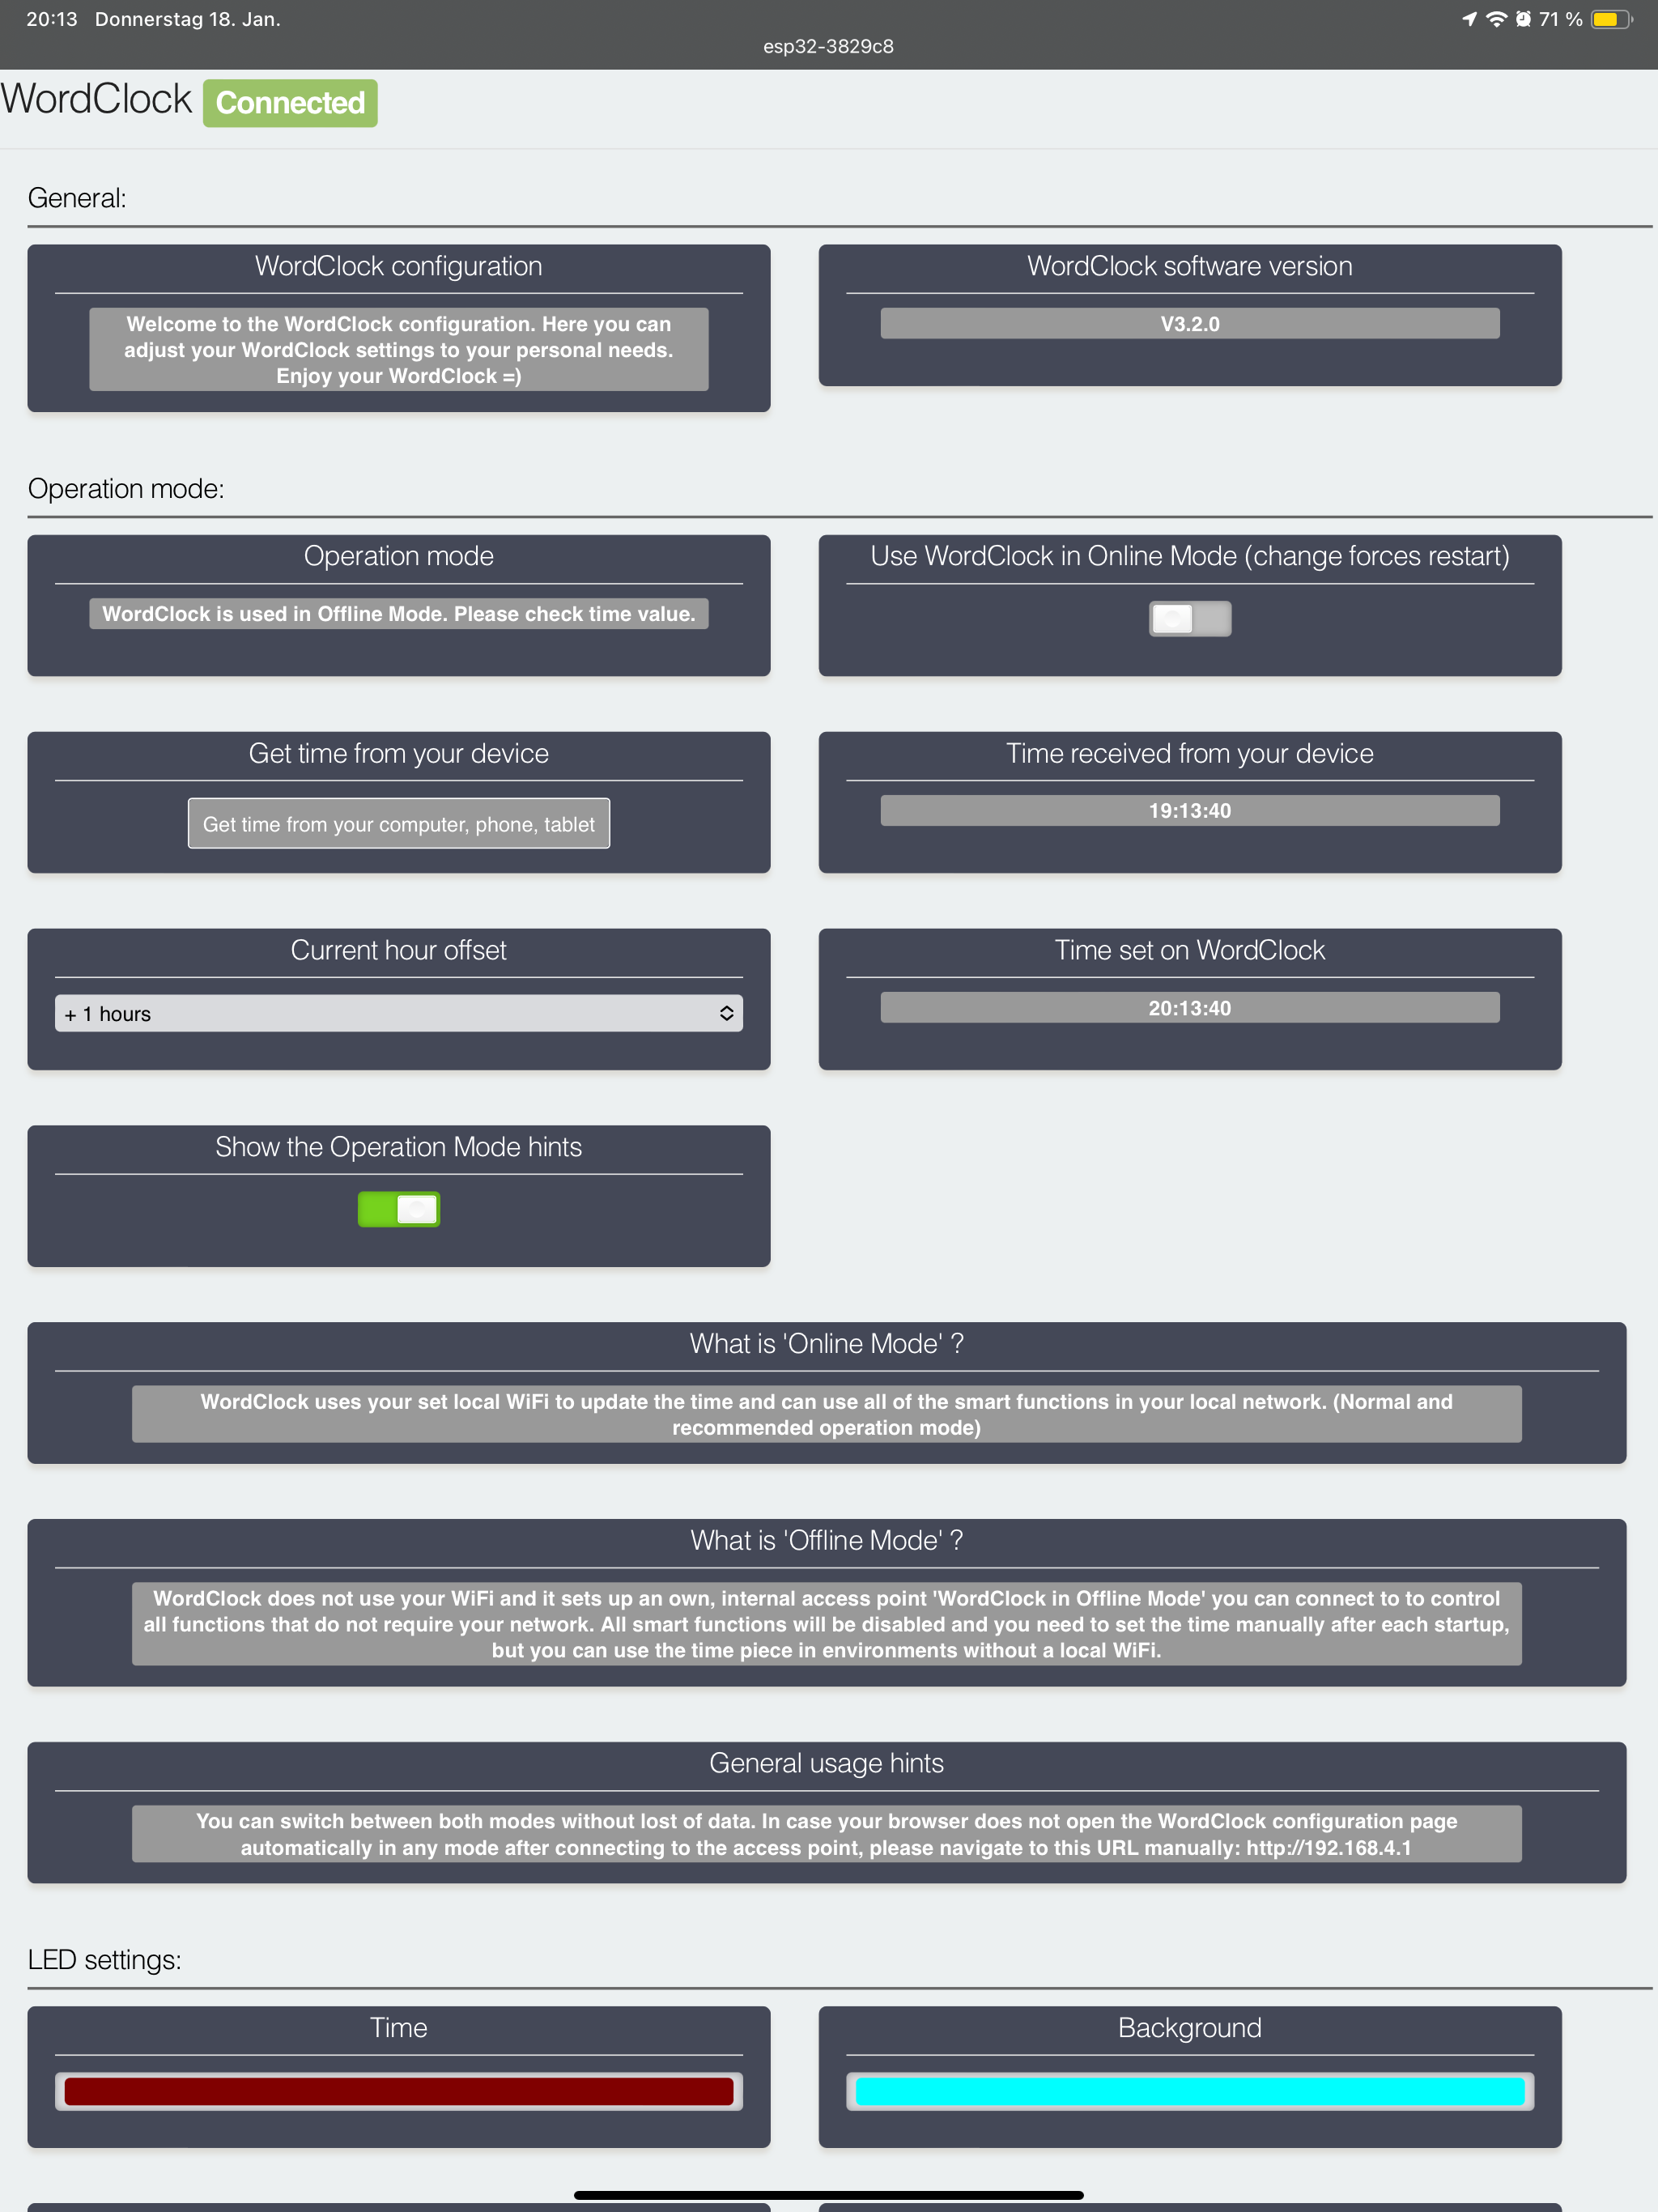 20:13 Donnerstag 18. Jan.
71 %
esp32-3829c8
WordClock Connected
General:
WordClock configuration
Welcome to the WordClock configuration. Here you can
adjust your WordClock settings to your personal needs.
Enjoy your WordClock =)
WordClock software version
V3.2.0
Operation mode:
Operation mode
WordClock is used in Offline Mode. Please check time value.
Use WordClock in Online Mode (change forces restart)
Get time from your device
Get time from your computer, phone, tablet
Time received from your device
19:13:40
Current hour offset
+ 1 hours
Time set on WordClock
20:13:40
Show the Operation Mode hints
What is 'Online Mode' ?
WordClock uses your set local WiFi to update the time and can use all of the smart functions in your local network. (Normal and
recommended operation mode)
What is 'Offline Mode' ?
WordClock does not use your WiFi and it sets up an own, internal access point 'WordClock in Offline Mode' you can connect to to control
all functions that do not require your network. All smart functions will be disabled and you need to set the time manually after each startup,
but you can use the time piece in environments without a local WiFi.
General usage hints
You can switch between both modes without lost of data. In case your browser does not open the WordClock configuration page
automatically in any mode after connecting to the access point, please navigate to this URL manually: http://192.168.4.1
LED settings:
Time
Background